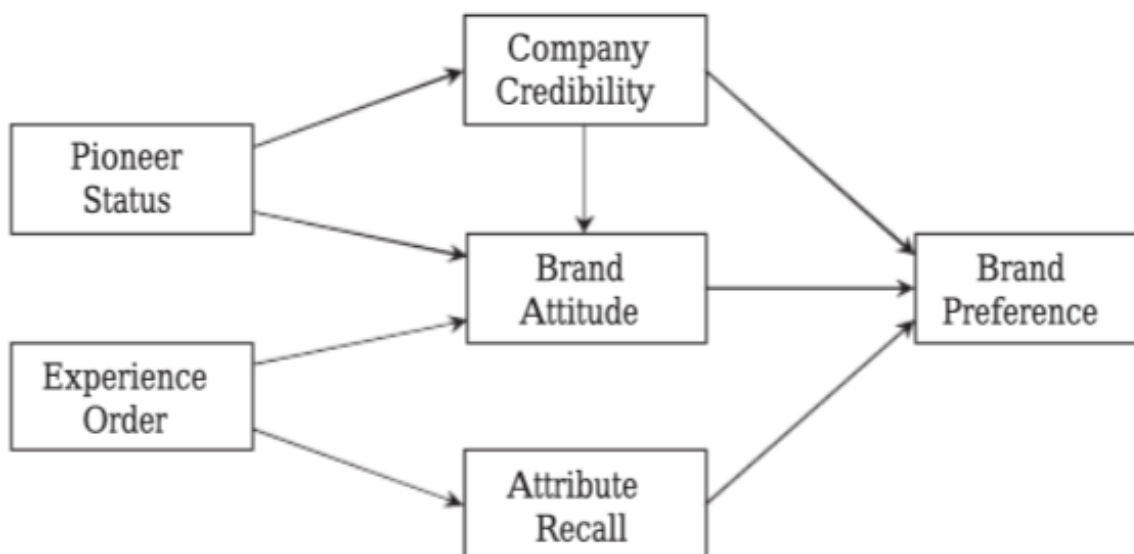 Company
Credibility
Pioneer
Status
Brand
Attitude
Brand
Preference
Experience
Order
Attribute
Recall